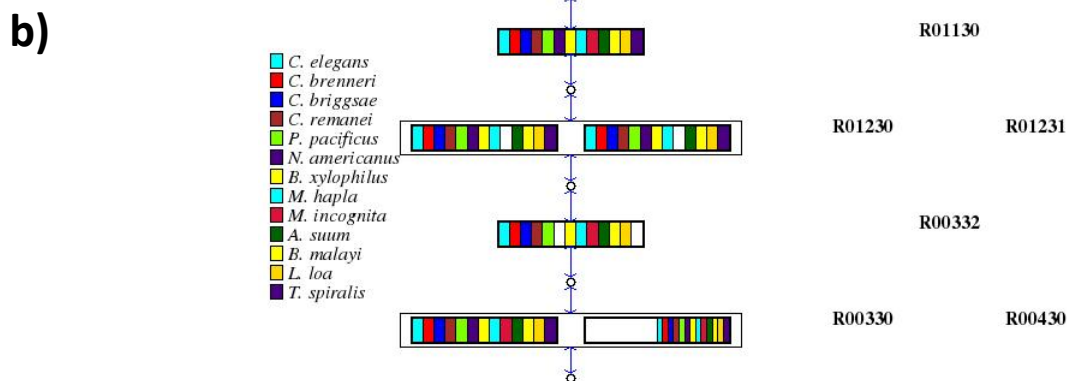 b)
R01130
C. elegans
C. brenneri
C. briggsae
C. remanei
P. pacificus
N. americanus
B. xylophilus
M. hapla
M. incognita
A. suum
B. malayi
L. loa
T. spiralis
R01230 R01231
R00332
R00330 R00430